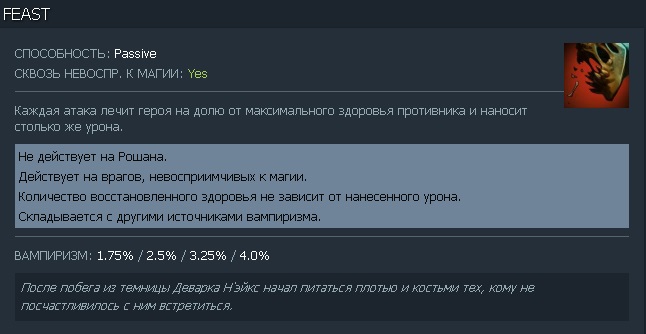 FEAST
СПОСОБНОСТЬ: Passive
СКВОЗЬ НЕВОСПР. К МАГИИ: Yes
Каждая атака лечит героя на долю от максимального здоровья противника и наносит
столько же урона.
Не действует на Рошана.
Действует на врагов, невосприимчивых к магии.
Количество восстановленного здоровья не зависит от нанесенного урона.
Складывается с другими источниками вампиризма.
ВАМПИРИЗМ: 1.75% / 2.5% / 3.25% / 4.0%
После побега из темницы Деварка Н'эйкс начал питаться плотью и костьми тех, кому не
посчастливилось с ним встретиться.